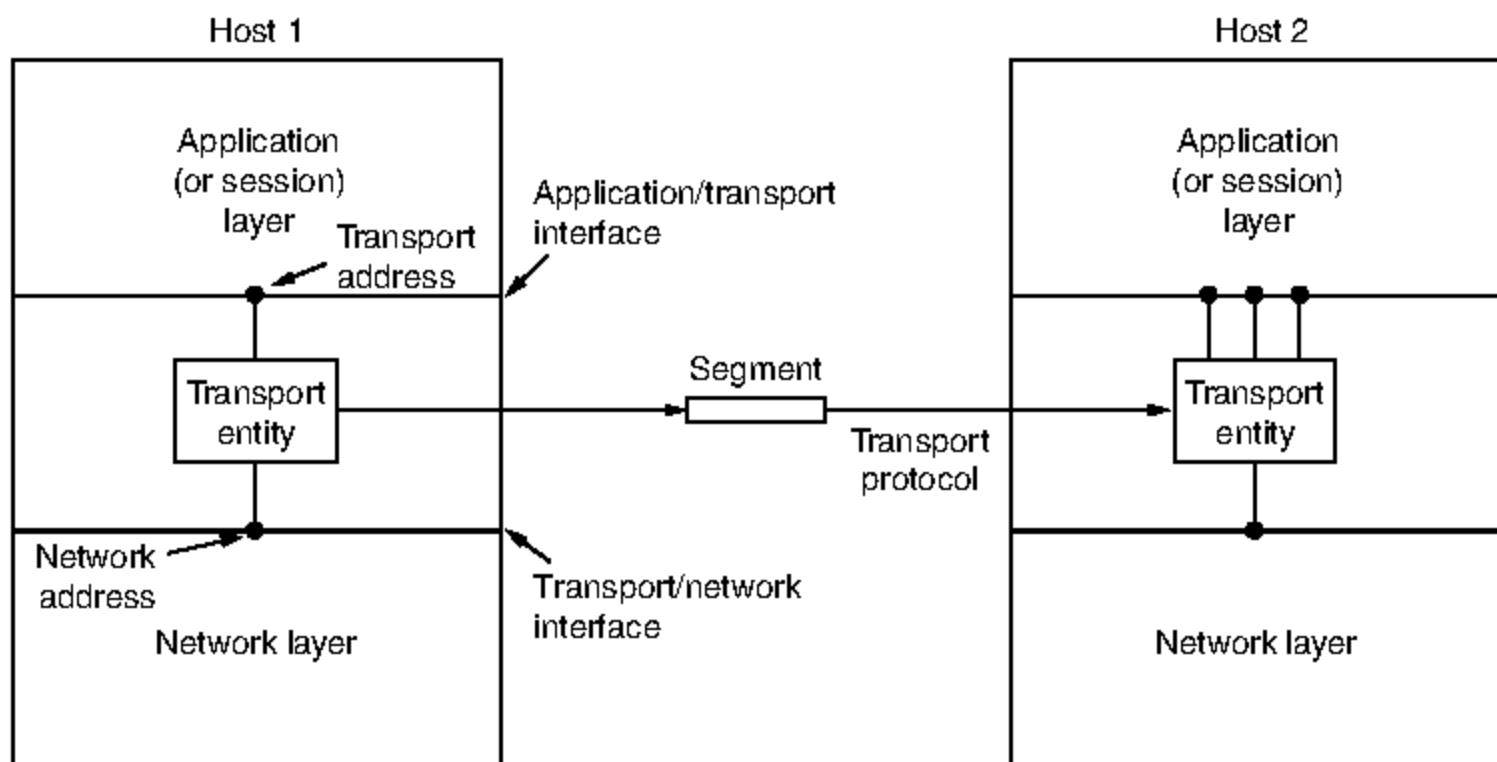 Host 1
Host 2
Application
(or session)
layer
Transport
address
Application/transport
interface
Application
(or session)
layer
Transport
entity
Segment
Transport
protocol
Transport
entity
Network
address
Transport/network
interface
Network layer
Network layer